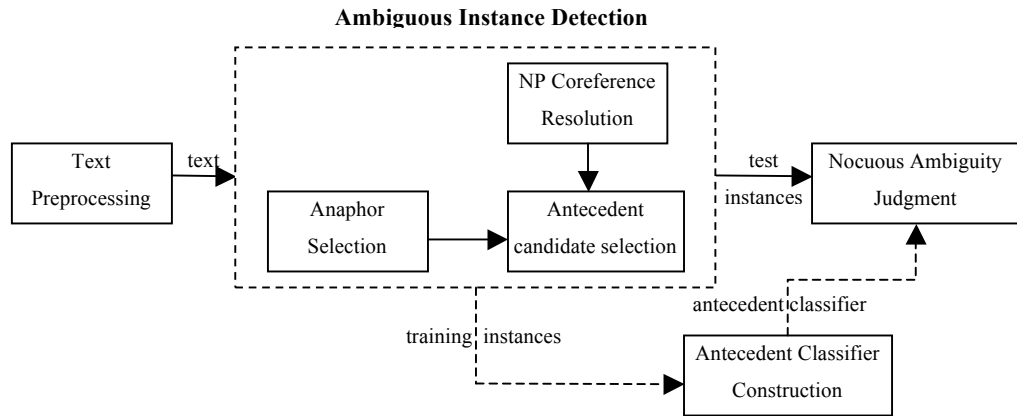 Ambiguous Instance Detection
NP Coreference
Resolution
Text
Preprocessing
text
test
instances
Nocuous Ambiguity
Judgment
Anaphor
Selection
Antecedent
candidate selection
antecedent classifier
training instances
Antecedent Classifier
Construction